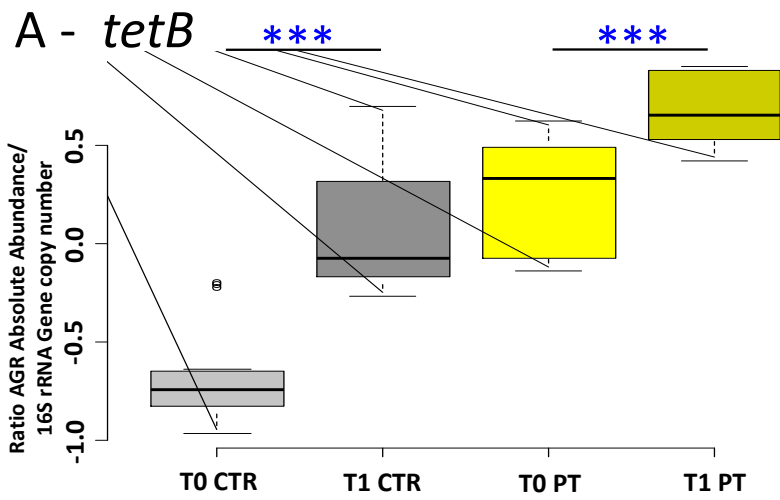 A - tetB *** ***
Ratio AGR Absolute Abundance/
16S rRNA Gene copy number
0.5
0.0
-0.5
-1.0
T0 CTR T1 CTR T0 PT T1 PT